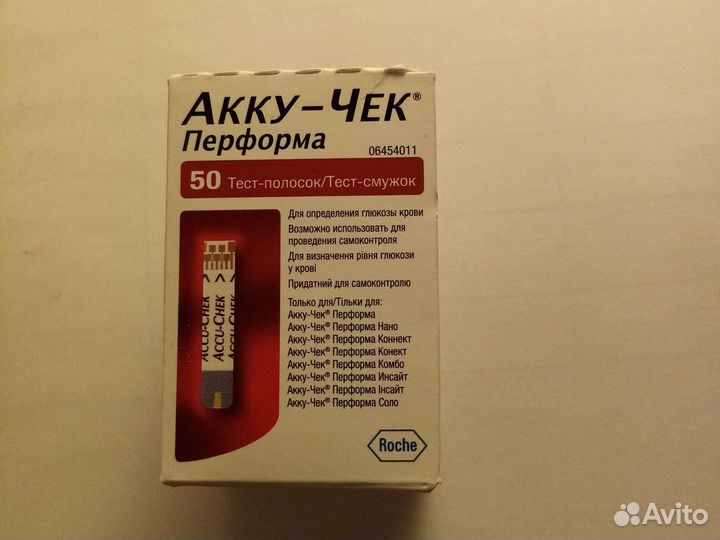 АККУ-ЧЕК®
Перформа
06454011
50 Тест-полосок/Тест-смужок
Для определения глюкозы крови
Возможно использовать для
проведения самоконтроля
Для визначення рівня глюкози
у крові
Придатний для самоконтролю
Только для/Тільки для:
Акку-Чек® Перформа
Акку-Чек® Перформа Нано
Акку-Чек® Перформа Коннект
Акку-Чек® Перформа Конект
Акку-Чек® Перформа Комбо
Акку-Чек® Перформа Инсайт
Акку-Чек® Перформа Інсайт
Акку-Чек® Перформа Соло
ACCU-CHEK
ACCU-CHEK
ACCU-CHEK
Roche
Avito